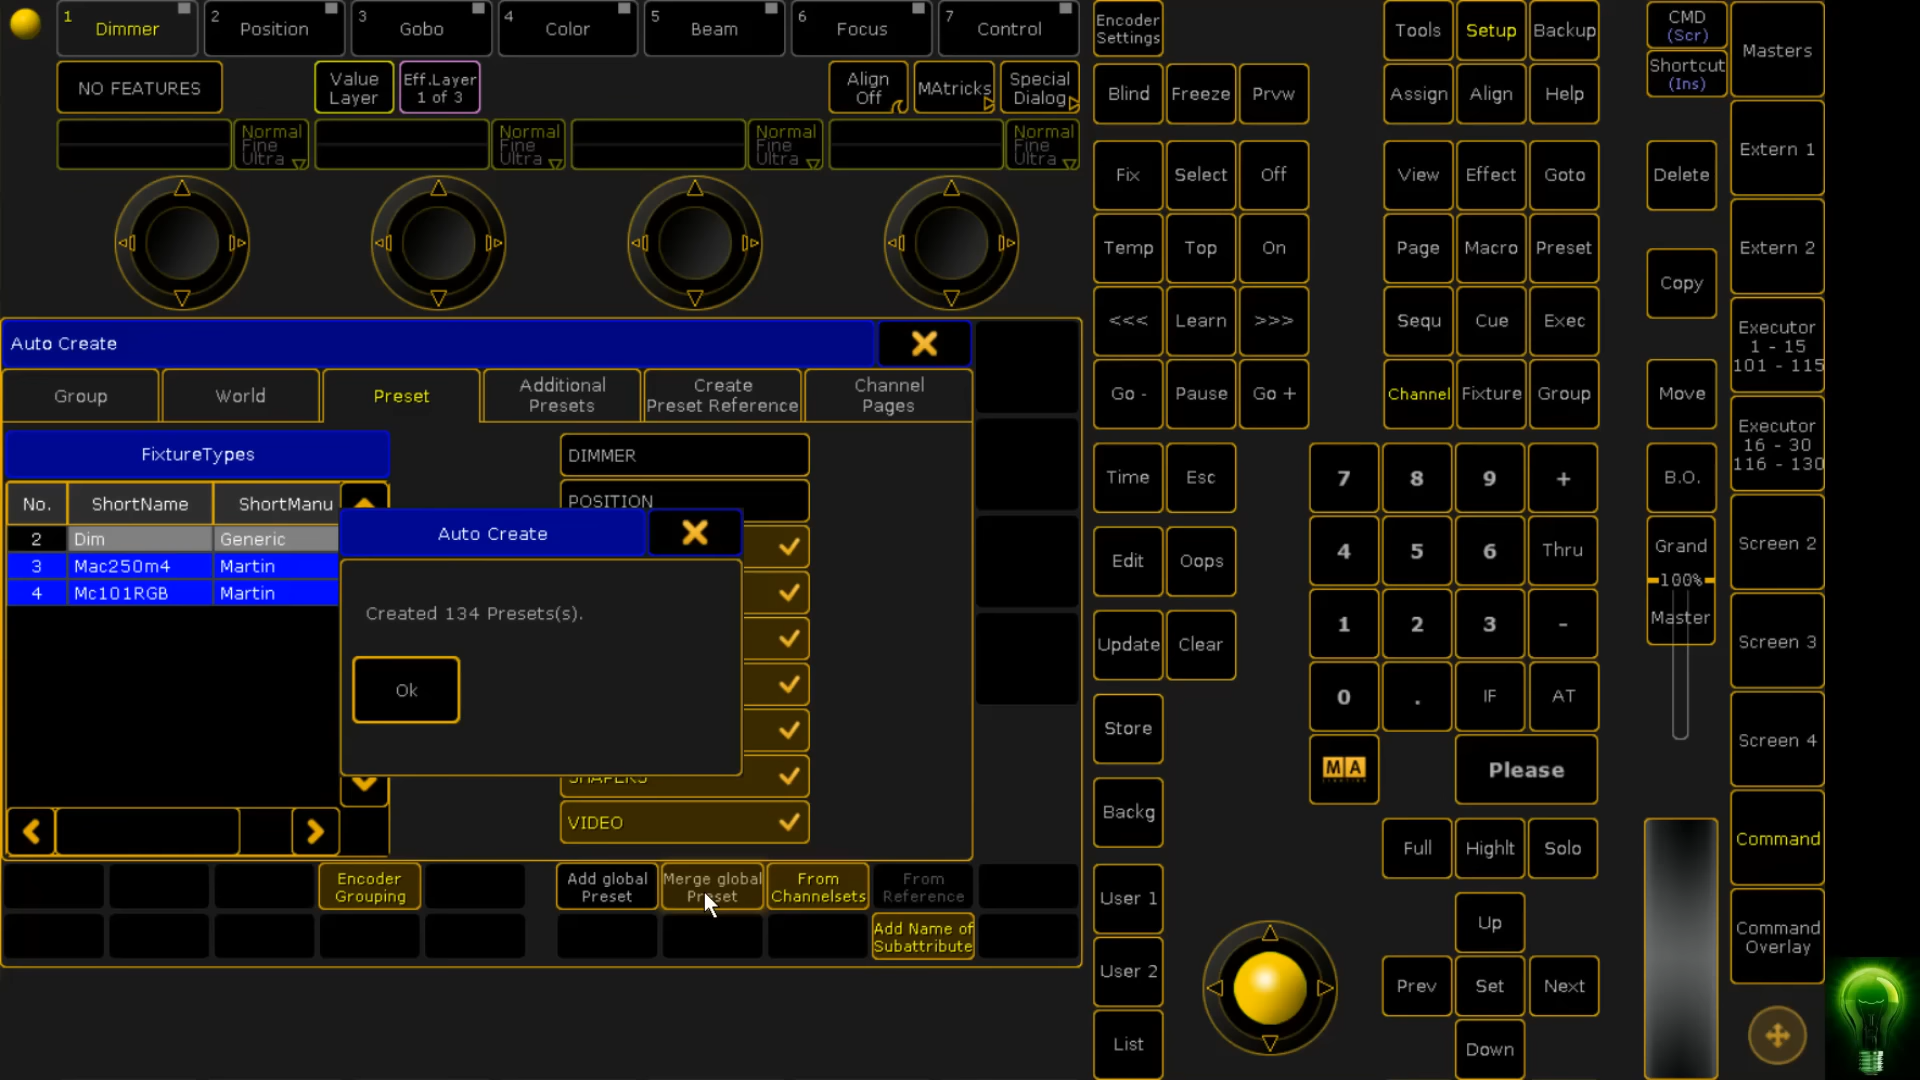 1 Dimmer
2 Position
3 Gobo
4 Color
5 Beam
6 Focus
7 Control
NO FEATURES
Value
Layer
Eff.Layer
1 of 3
Align
Off
MAtricks
Special
Dialog
Normal
Fine
Ultra
Normal
Fine
Ultra
Normal
Fine
Ultra
Normal
Fine
Ultra
Auto Create
Group
World
Preset
Additional
Presets
Create
Preset Reference
Channel
Pages
FixtureTypes
No. ShortName ShortManu
2 Dim Generic
3 Mac250m4 Martin
4 Mc101RGB Martin
DIMMER
POSITION
Auto Create
Created 134 Presets(s).
Ok
SHAPERS
VIDEO
Encoder
Grouping
Add global
Preset
Merge global
Preset
From
Channelsets
From
Reference
Add Name of
Subattribute
Encoder
Settings
Blind Freeze Prvw
Fix Select Off
Temp Top On
<<< Learn >>>
Go - Pause Go +
Time Esc
Edit Oops
Update Clear
Store
Backg
User 1
User 2
List
Tools Setup Backup
Assign Align Help
View Effect Goto
Page Macro Preset
Sequ Cue Exec
Channel Fixture Group
7 8 9 +
4 5 6 Thru
1 2 3 -
0 . IF AT
MA
Please
Full Highlt Solo
Up
Prev Set Next
Down
CMD
(Scr)
Shortcut
(Ins)
Delete
Copy
Move
B.O.
Grand
100%
Master
Masters
Extern 1
Extern 2
Executor
1 - 15
101 - 115
Executor
16 - 30
116 - 130
Screen 2
Screen 3
Screen 4
Command
Command
Overlay